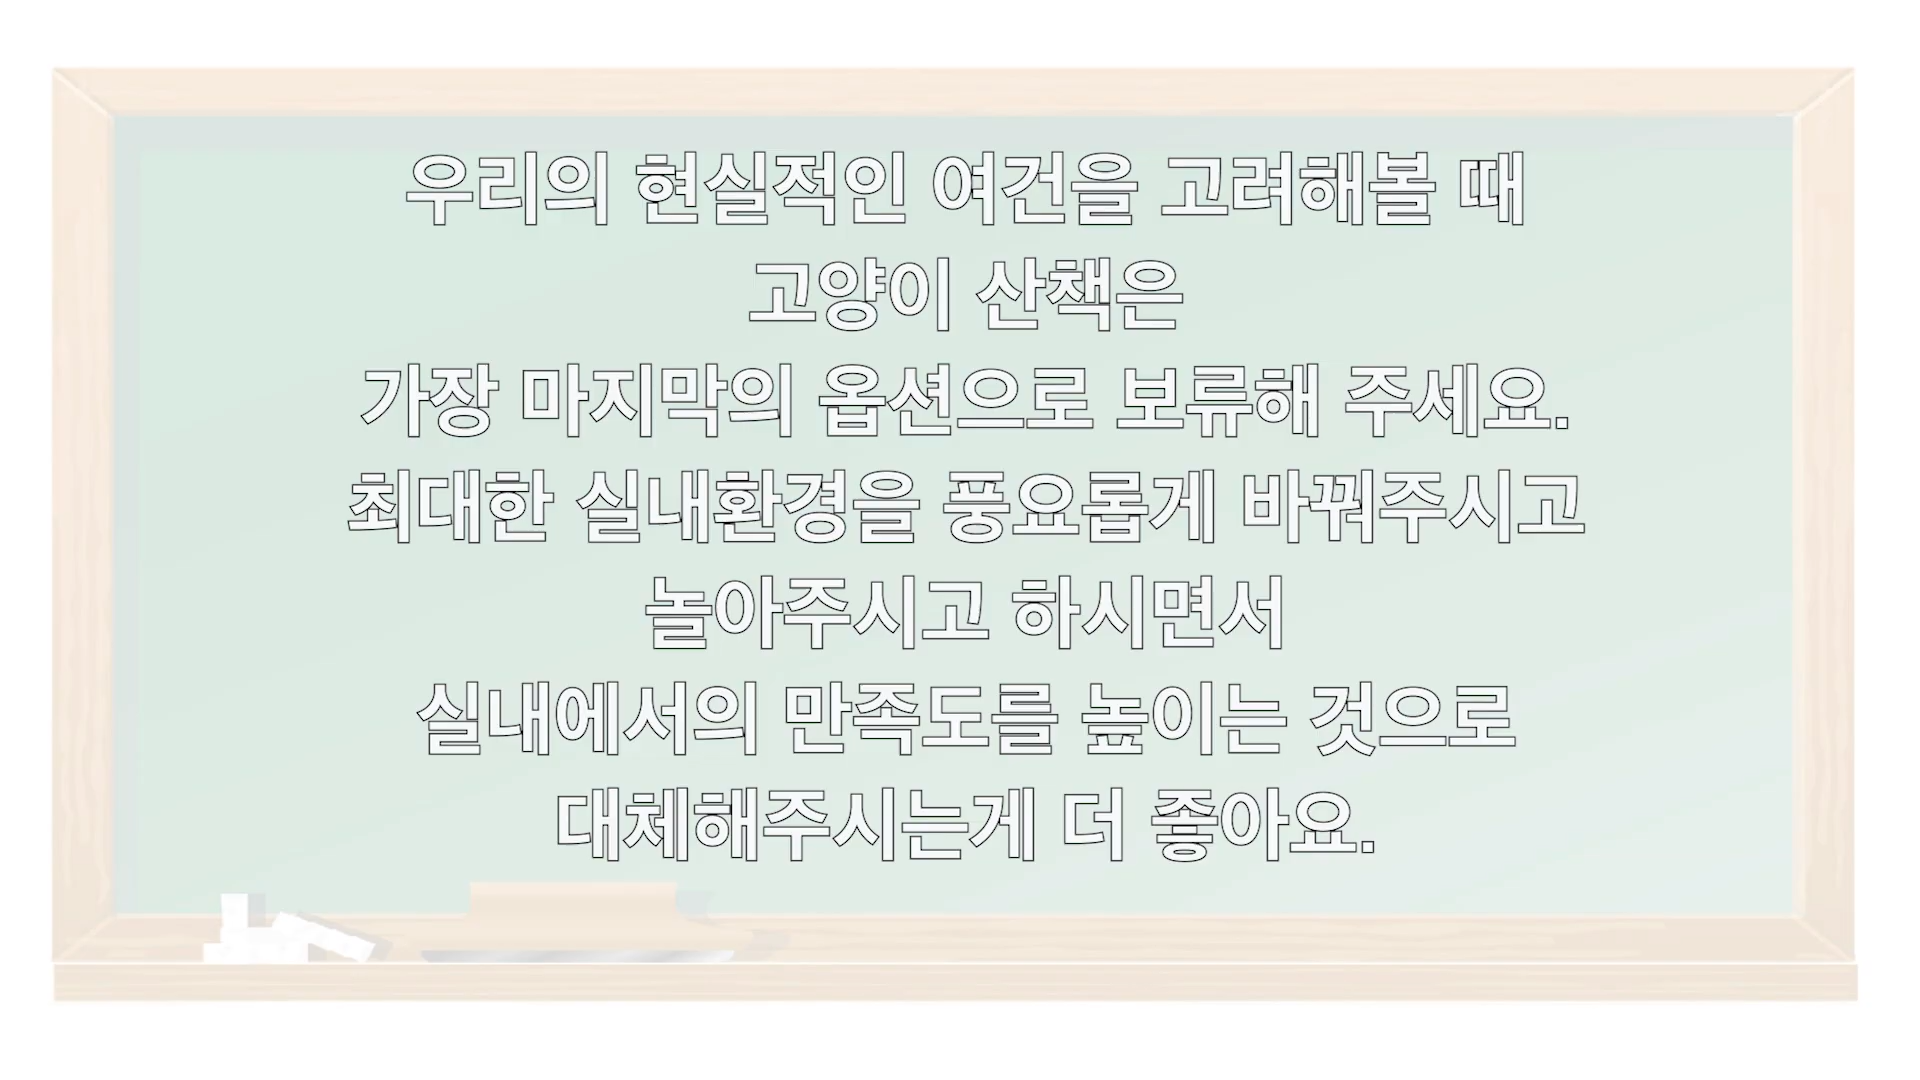 우리의 현실적인 여건을 고려해볼 때
고양이 산책은
가장 마지막의 옵션으로 보류해 주세요.
최대한 실내환경을 풍요롭게 바꿔주시고
놀아주시고 하시면서
실내에서의 만족도를 높이는 것으로
대체해주시는게 더 좋아요.